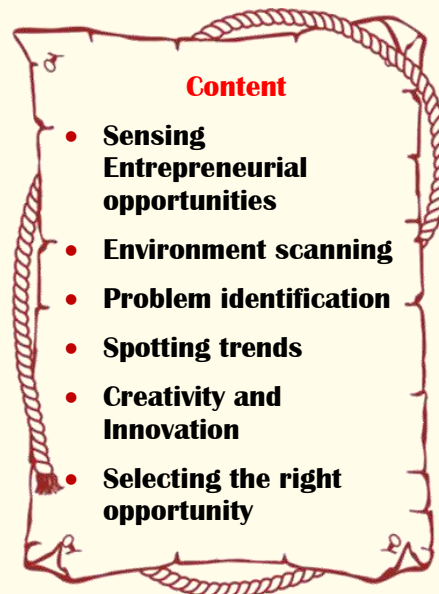 Content
• Sensing
Entrepreneurial
opportunities
• Environment scanning
• Problem identification
• Spotting trends
• Creativity and
Innovation
• Selecting the right
opportunity